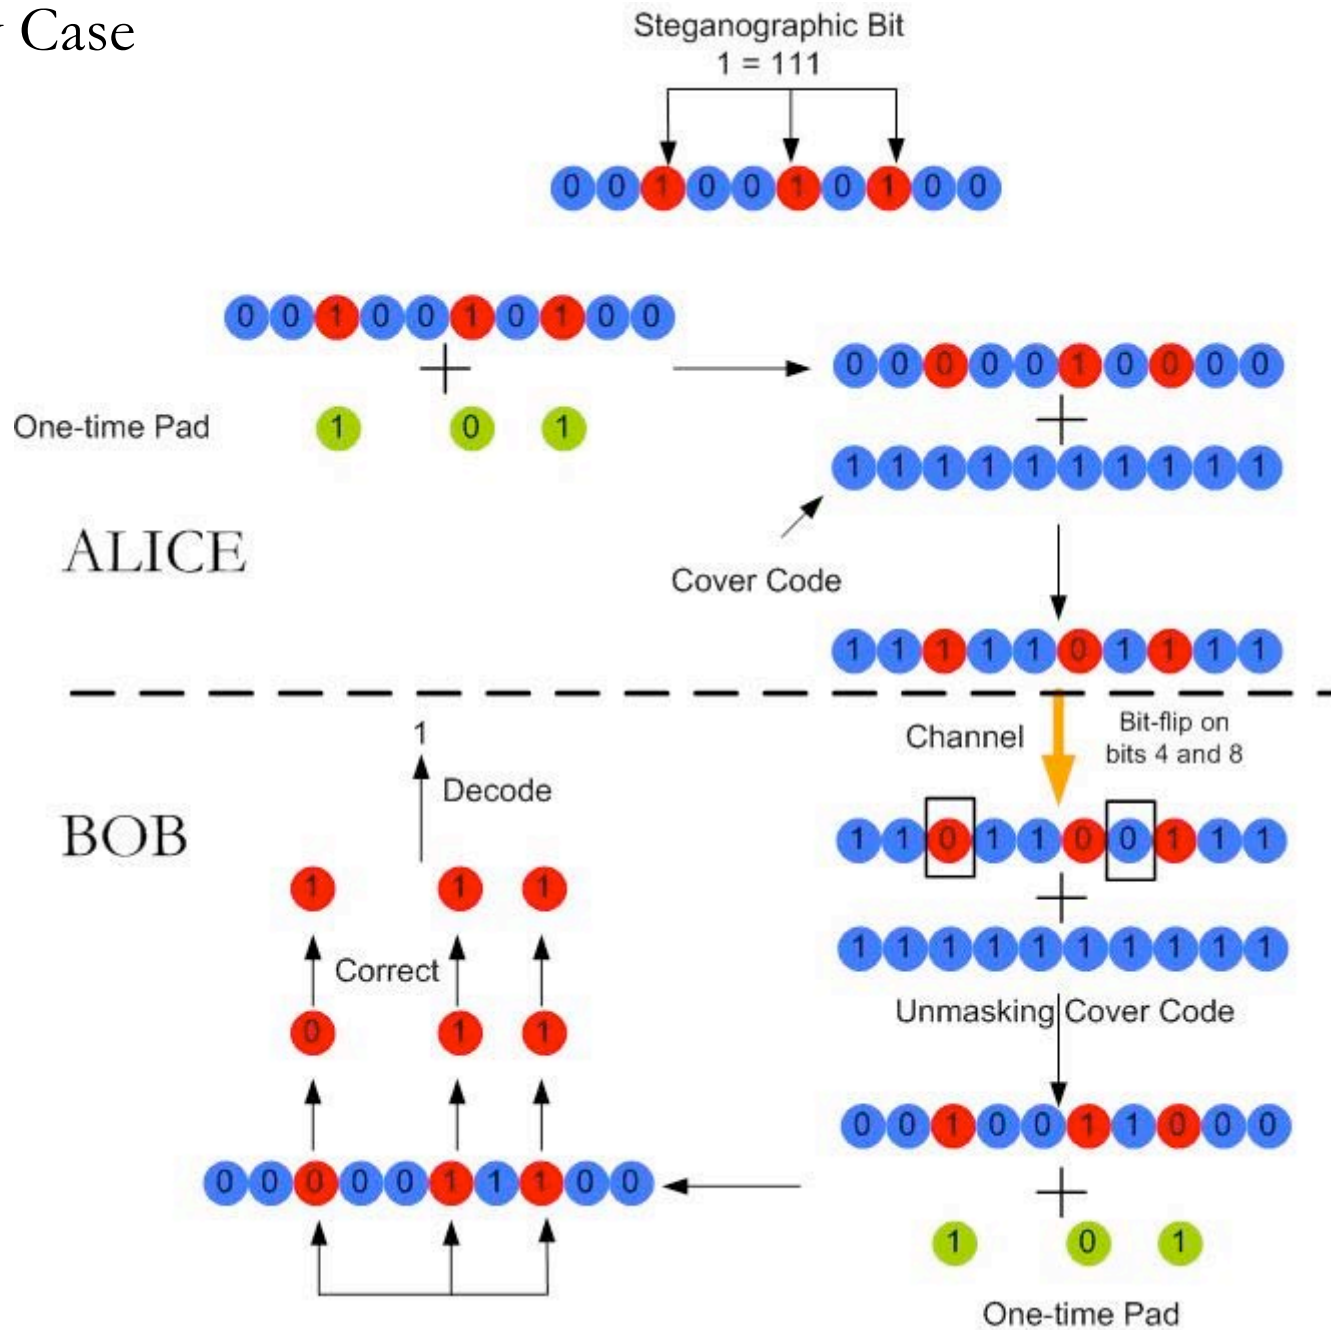 Case
Steganographic Bit
1 = 111
0 0 1 0 0 1 0 1 0 0
0 0 1 0 0 1 0 1 0 0
0 0 0 0 0 1 0 0 0 0
One-time Pad
1 0 1
1 1 1 1 1 1 1 1 1 1
ALICE
Cover Code
1 1 1 1 1 0 1 1 1 1
1
Channel
Bit-flip on
bits 4 and 8
Decode
BOB
1 1 0 1 1 0 0 1 1 1
1 1 1
Correct
1 1 1 1 1 1 1 1 1 1
0 1 1
Unmasking Cover Code
0 0 1 0 0 1 1 0 0 0
0 0 0 0 0 1 1 1 0 0
1 0 1
One-time Pad